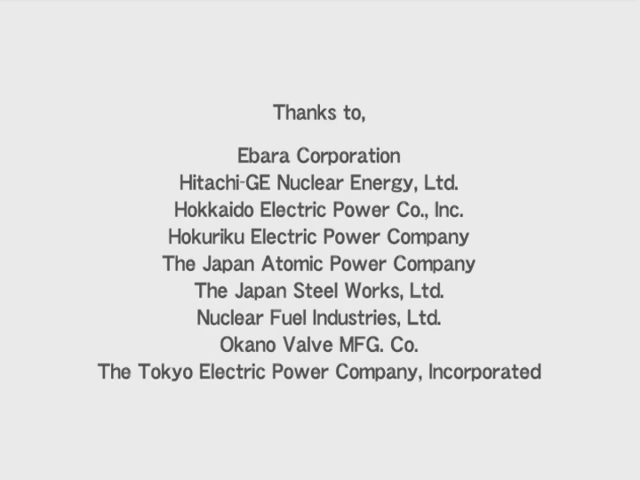 Thanks to,
Ebara Corporation
Hitachi-GE Nuclear Energy, Ltd.
Hokkaido Electric Power Co., Inc.
Hokuriku Electric Power Company
The Japan Atomic Power Company
The Japan Steel Works, Ltd.
Nuclear Fuel Industries, Ltd.
Okano Valve MFG. Co.
The Tokyo Electric Power Company, Incorporated